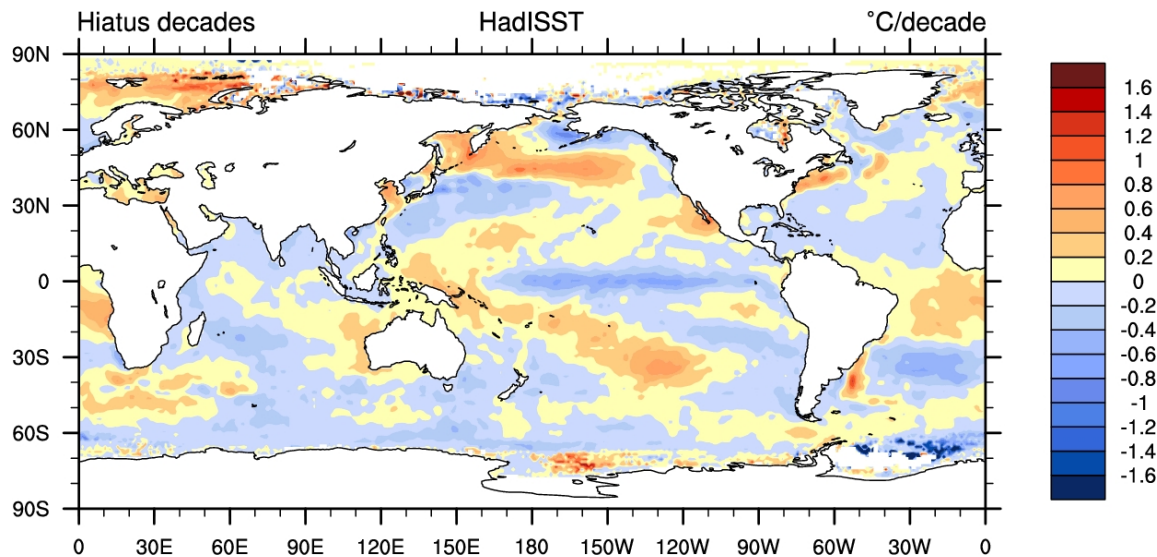 Hiatus decades HadISST °C/decade
90N
60N
30N
0
30S
60S
90S
0 30E 60E 90E 120E 150E 180 150W 120W 90W 60W 30W 0
1.6
1.4
1.2
1
0.8
0.6
0.4
0.2
0
-0.2
-0.4
-0.6
-0.8
-1
-1.2
-1.4
-1.6